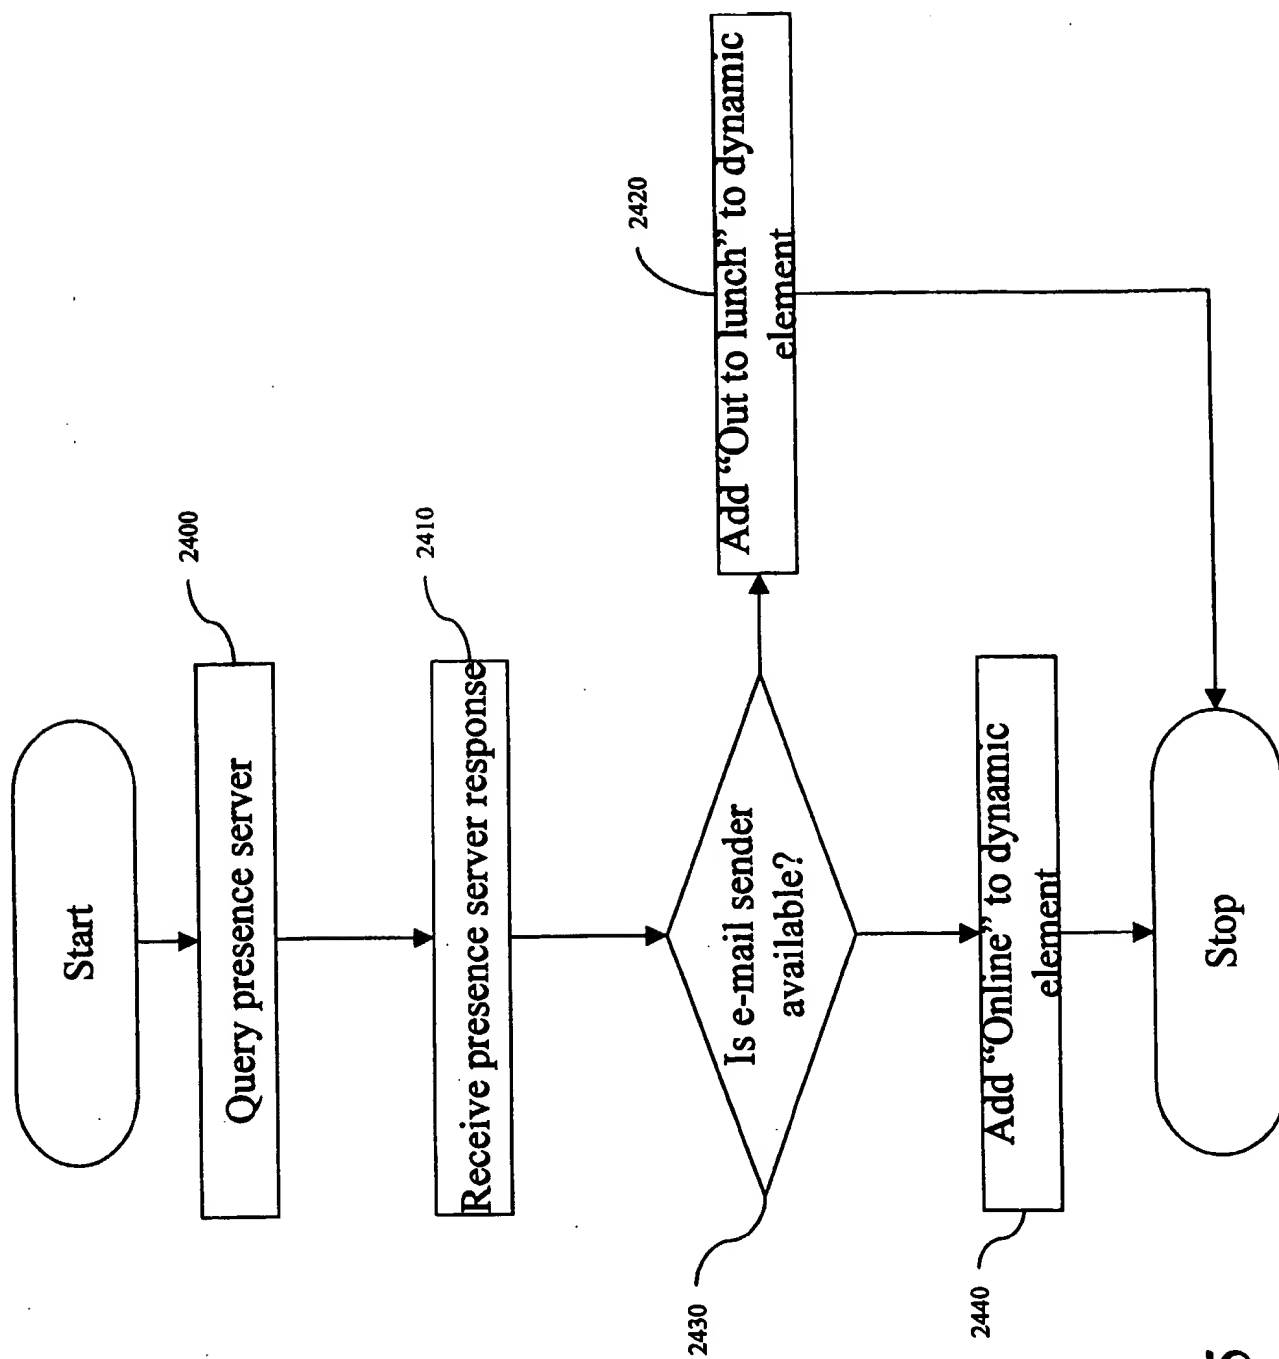 Start
Query presence server
2400
Receive presence server response
2410
Is e-mail sender
available?
2430
Add “Out to lunch” to dynamic
element
2420
Add “Online” to dynamic
element
2440
Stop